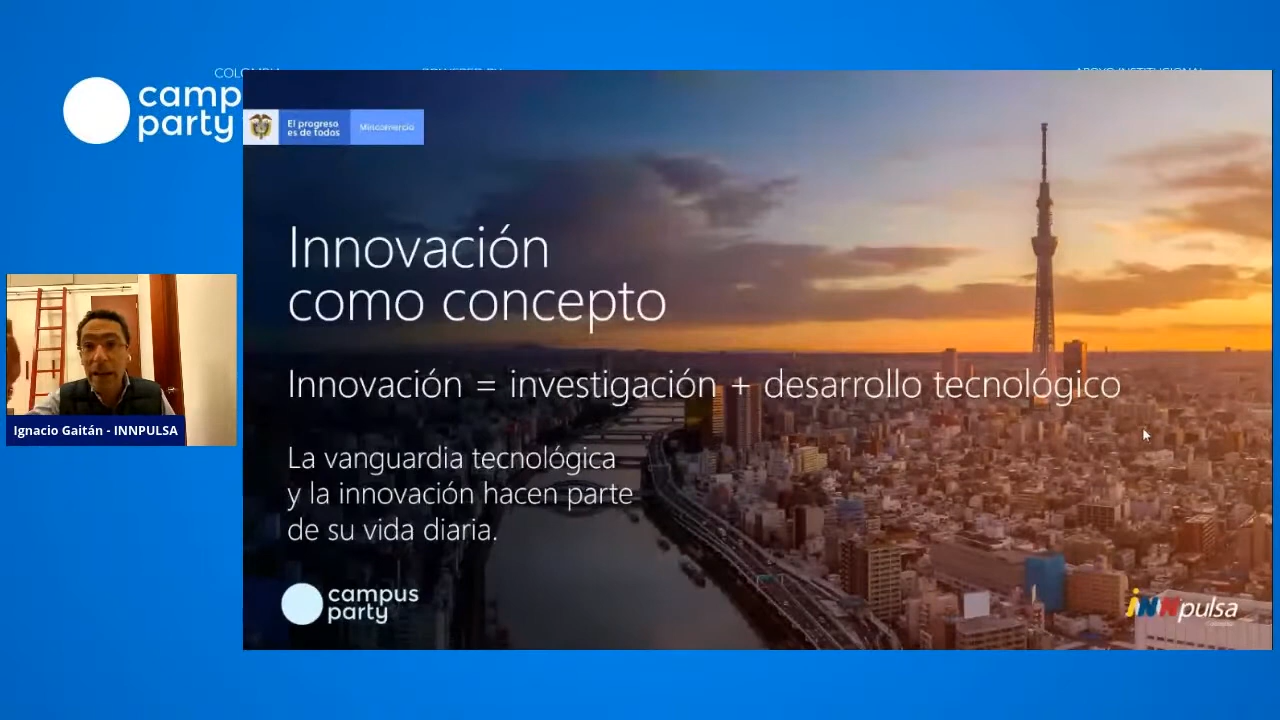 camp
party
El progreso
es de todos
Mincomercio
Innovación
como concepto
Innovación = investigación + desarrollo tecnológico
La vanguardia tecnológica
y la innovación hacen parte
de su vida diaria.
campus
party
iNNpulsa
Ignacio Gaitán - INNPULSA